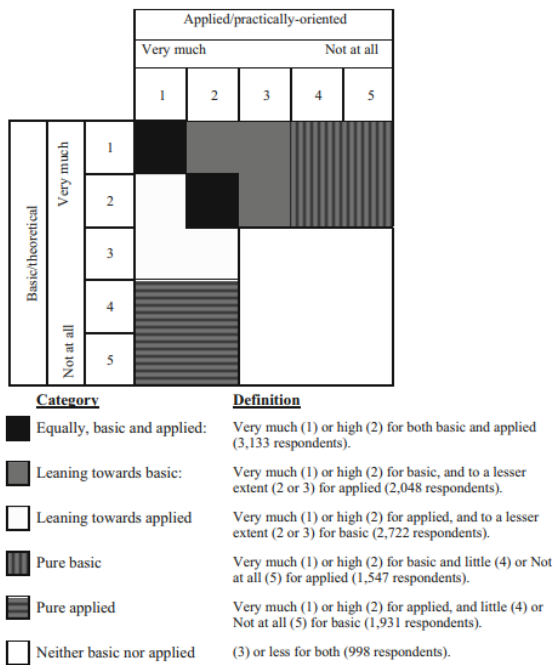 Applied/practically-oriented
Very much Not at all
1 2 3 4 5
Basic/theoretical
Very much
Not at all
1
2
3
4
5
Category Definition
Equally, basic and applied: Very much (1) or high (2) for both basic and applied
(3,133 respondents).
Leaning towards basic: Very much (1) or high (2) for basic, and to a lesser
extent (2 or 3) for applied (2,048 respondents).
Leaning towards applied Very much (1) or high (2) for applied, and to a lesser
extent (2 or 3) for basic (2,722 respondents).
Pure basic Very much (1) or high (2) for basic and little (4) or Not
at all (5) for applied (1,547 respondents).
Pure applied Very much (1) or high (2) for applied, and little (4) or
Not at all (5) for basic (1,931 respondents).
Neither basic nor applied (3) or less for both (998 respondents).